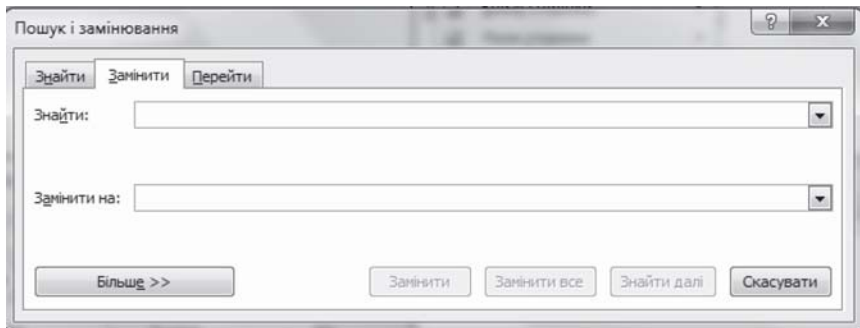 Пошук і замінювання
Знайти Замінити Перейти
Знайти:
Замінити на:
Більше >> Замінити Замінити все Знайти далі Скасувати